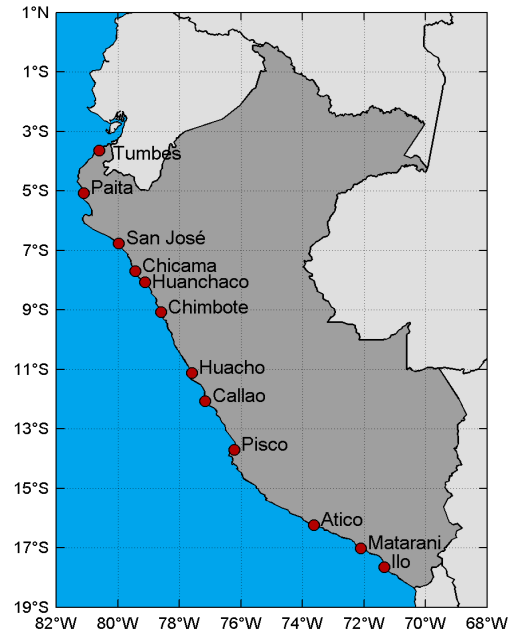 1°N
1°S
3°S
Tumbes
5°S
Paita
San José
7°S
Chicama
Huanchaco
Chimbote
9°S
11°S
Huacho
Callao
13°S
Pisco
15°S
Atico
Matarani
17°S
Ilo
19°S
82°W 80°W 78°W 76°W 74°W 72°W 70°W 68°W